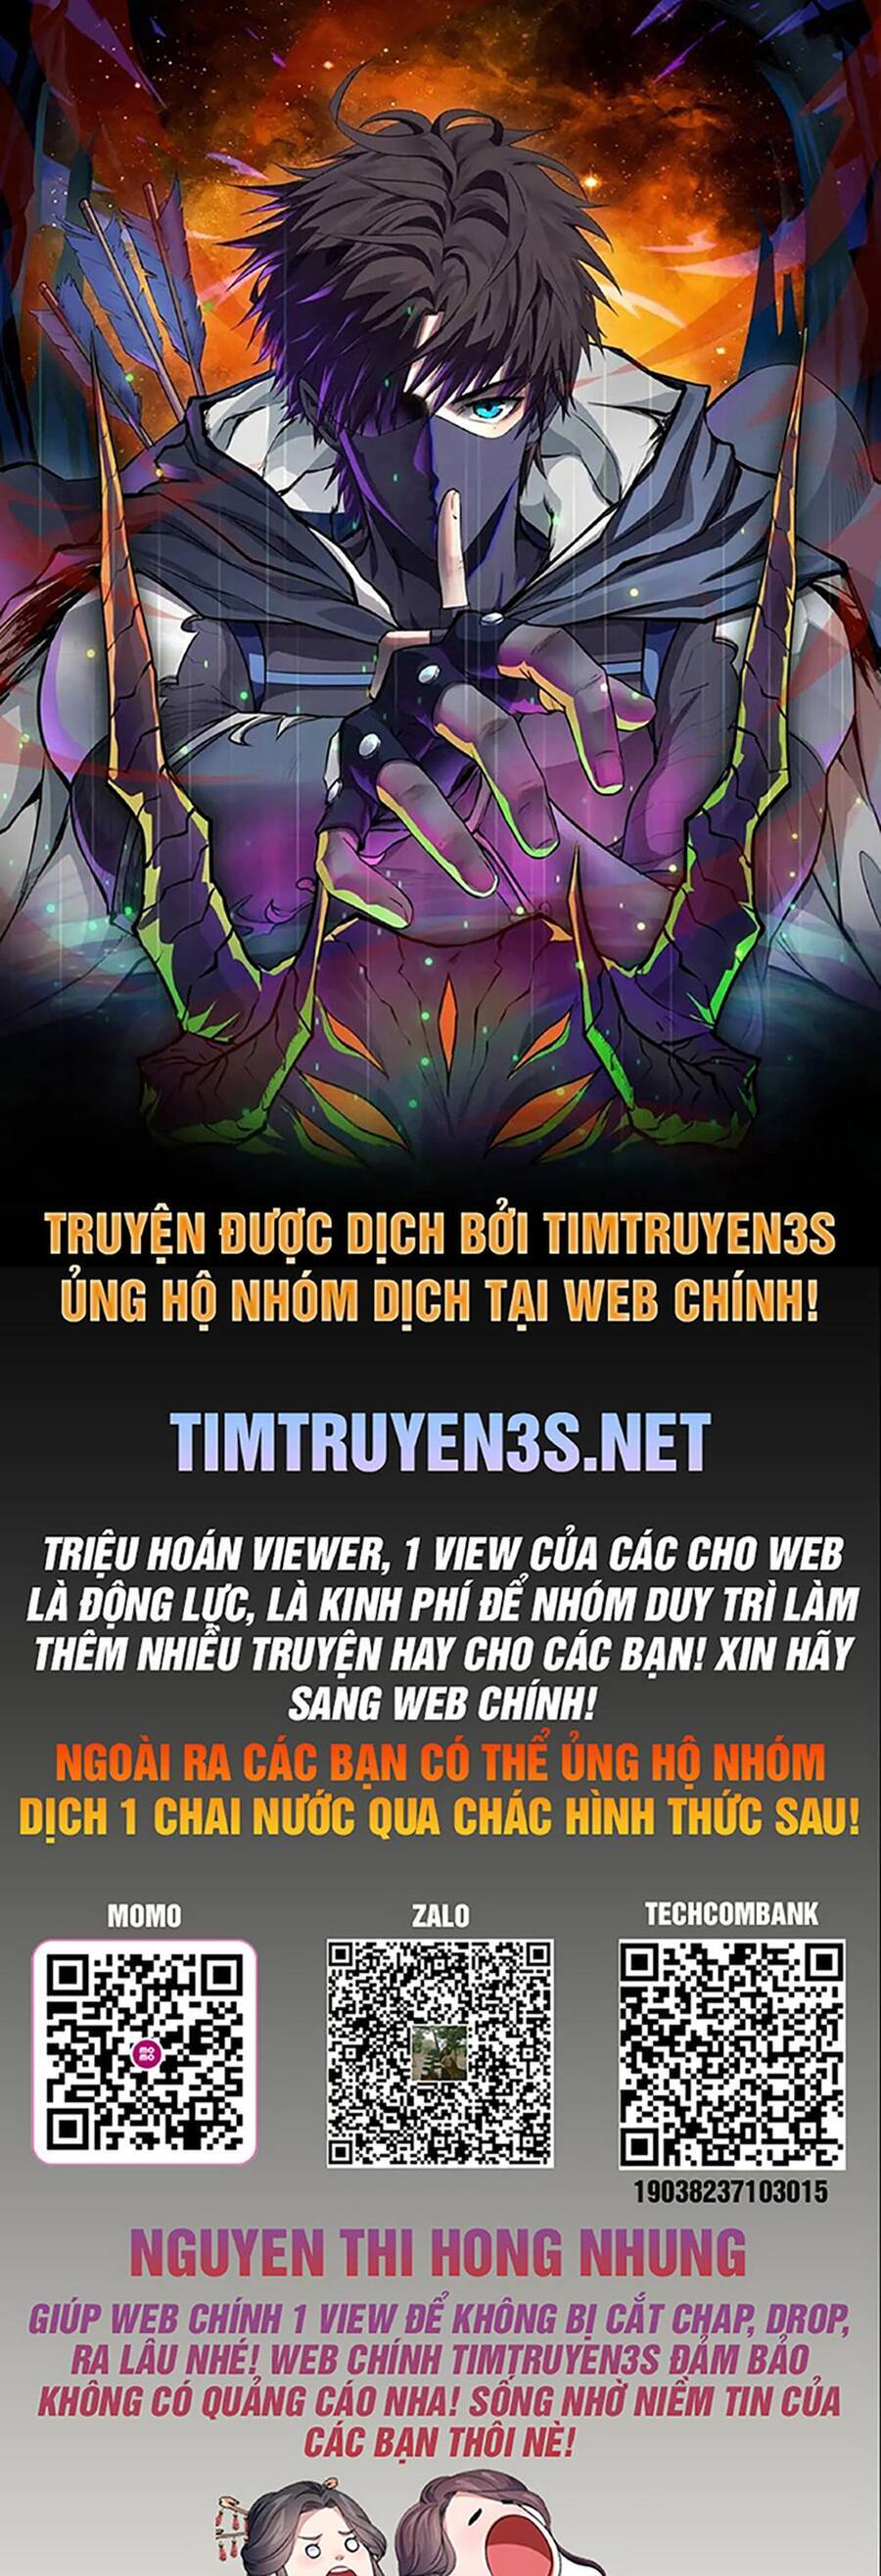 TRUYỆN ĐƯỢC DỊCH BỞI TIMTRUYEN3S
ỦNG HỘ NHÓM DỊCH TẠI WEB CHÍNH!
TIMTRUYEN3S.NET
TRIỆU HOÁN VIEWER, 1 VIEW CỦA CÁC CHO WEB
LÀ ĐỘNG LỰC, LÀ KINH PHÍ ĐỂ NHÓM DUY TRÌ LÀM
THÊM NHIỀU TRUYỆN HAY CHO CÁC BẠN! XIN HÃY
SANG WEB CHÍNH!
NGOÀI RA CÁC BẠN CÓ THỂ ỦNG HỘ NHÓM
DỊCH 1 CHAI NƯỚC QUA CHÁC HÌNH THỨC SAU!
MOMO ZALO TECHCOMBANK
mo
mo
19038237103015
NGUYEN THI HONG NHUNG
GIÚP WEB CHÍNH 1 VIEW ĐỂ KHÔNG BỊ CẮT CHAP, DROP,
RA LÂU NHÉ! WEB CHÍNH TIMTRUYEN3S ĐẢM BẢO
KHÔNG CÓ QUẢNG CÁO NHA! SỐNG NHỜ NIỀM TIN CỦA
CÁC BẠN THÔI NÈ!